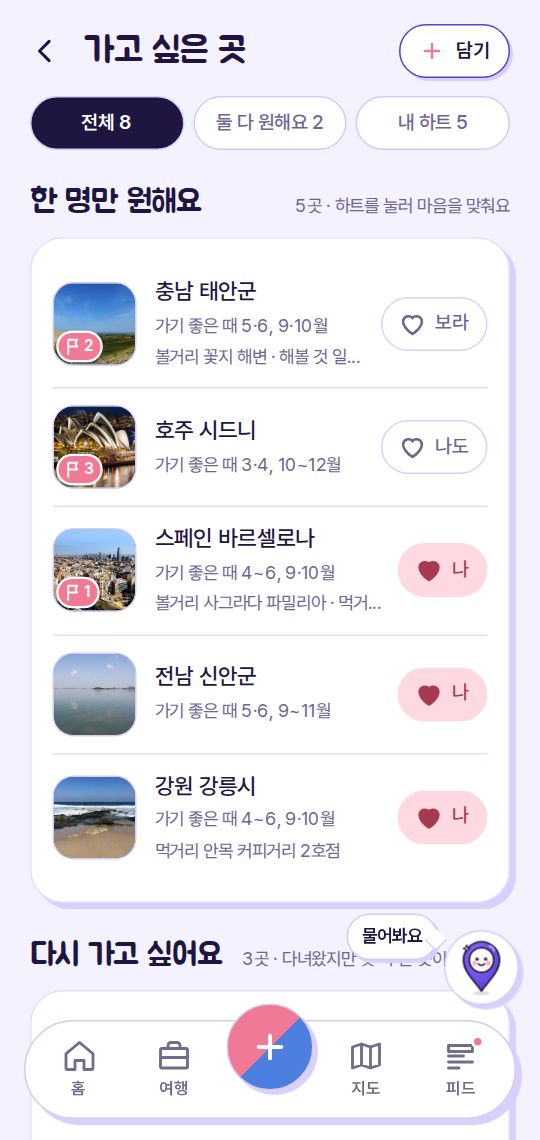 가고 싶은 곳
담기
전체 8
둘 다 원해요 2
내 하트 5
한 명만 원해요
5곳 · 하트를 눌러 마음을 맞춰요
충남 태안군
가기 좋은 때 5·6, 9·10월
볼거리 꽃지 해변 · 해볼 것 일...
2
보라
호주 시드니
가기 좋은 때 3·4, 10~12월
3
나도
스페인 바르셀로나
가기 좋은 때 4~6, 9·10월
볼거리 사그라다 파밀리아 · 먹거...
1
나
전남 신안군
가기 좋은 때 5·6, 9~11월
나
강원 강릉시
가기 좋은 때 4~6, 9·10월
먹거리 안목 커피거리 2호점
나
물어봐요
다시 가고 싶어요
3곳 · 다녀왔지만
홈
여행
지도
피드